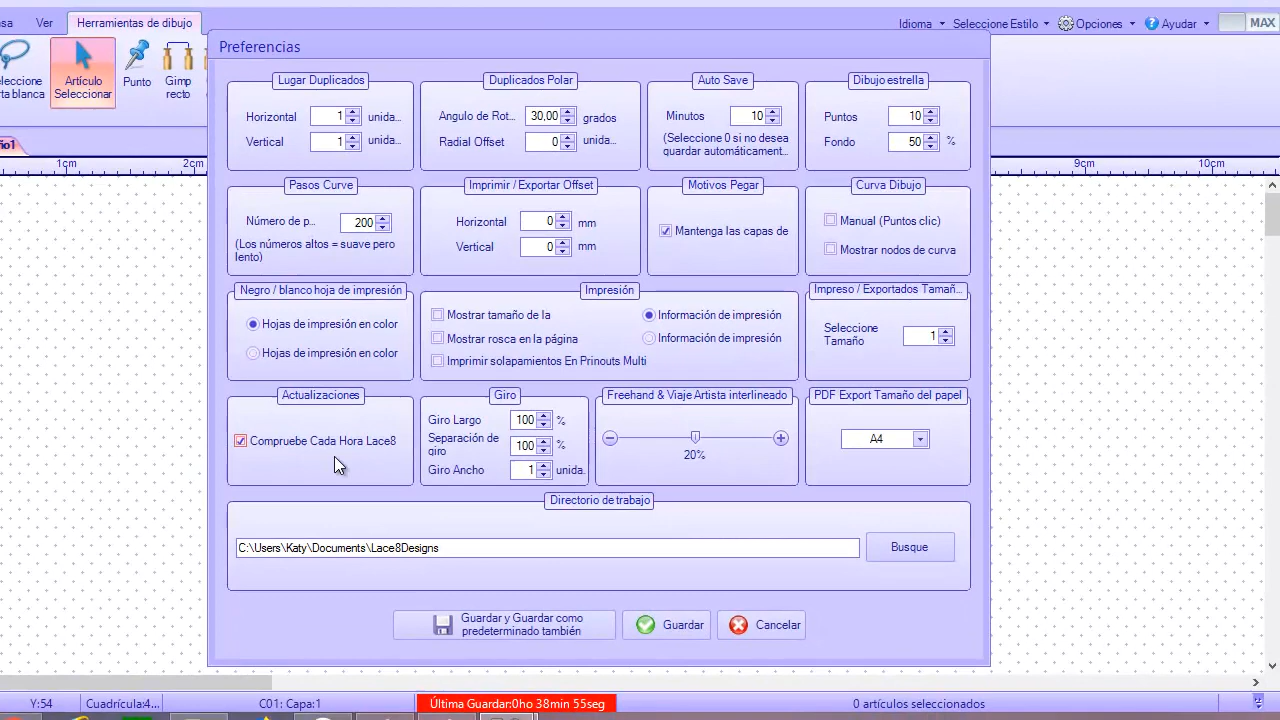 Ver
Herramientas de dibujo
Idioma
Seleccione Estilo
Opciones
Ayudar
MAX
Artículo
Seleccionar
Punto
Gimp
recto
1cm
2cm
9cm
10cm
Preferencias
Lugar Duplicados
Horizontal 1 unida...
Vertical 1 unida...
Duplicados Polar
Angulo de Rot... 30,00 grados
Radial Offset 0 unida...
Auto Save
Minutos 10
(Seleccione 0 si no desea
guardar automáticament...
Dibujo estrella
Puntos 10
Fondo 50 %
Pasos Curve
Número de p... 200
(Los números altos = suave pero
lento)
Imprimir / Exportar Offset
Horizontal 0 mm
Vertical 0 mm
Motivos Pegar
Mantenga las capas de
Curva Dibujo
Manual (Puntos clic)
Mostrar nodos de curva
Negro / blanco hoja de impresión
Hojas de impresión en color
Hojas de impresión en color
Impresión
Mostrar tamaño de la
Información de impresión
Mostrar rosca en la página
Información de impresión
Imprimir solapamientos En Prinouts Multi
Impreso / Exportados Tamañ...
Seleccione
Tamaño 1
Actualizaciones
Compruebe Cada Hora Lace8
Giro
Giro Largo 100 %
Separación de
giro 100 %
Giro Ancho 1 unida.
Freehand & Viaje Artista interlineado
20%
PDF Export Tamaño del papel
A4
Directorio de trabajo
C:\Users\Katy\Documents\Lace8Designs
Busque
Guardar y Guardar como
predeterminado también
Guardar
Cancelar
Y:54
Cuadrícula:4...
C01: Capa:1
Última Guardar:0ho 38min 55seg
0 artículos seleccionados